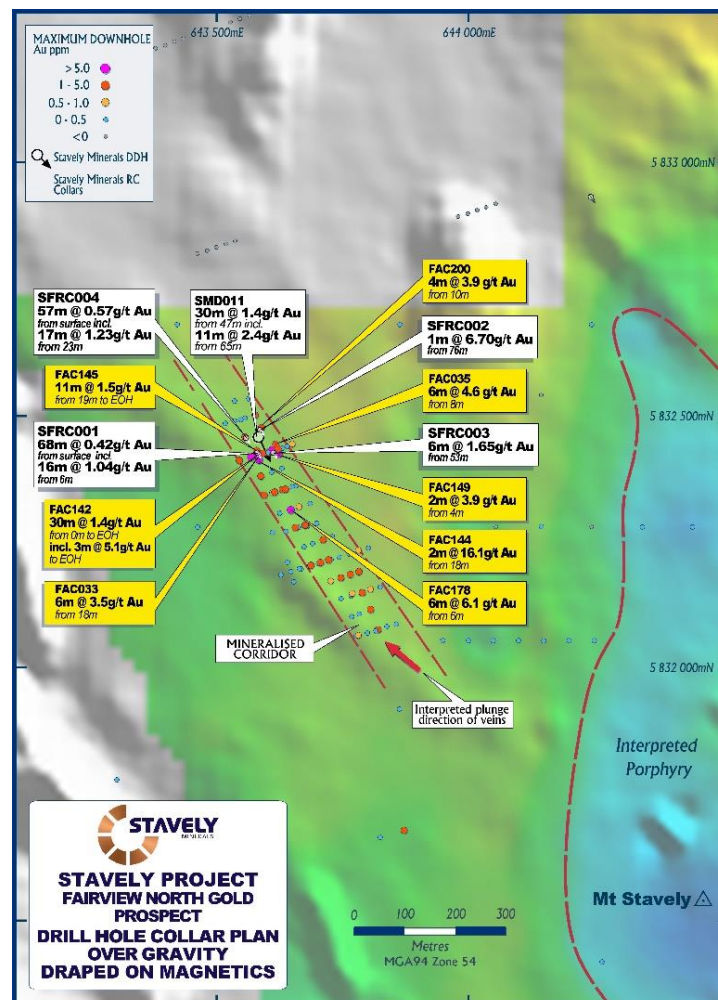 643 500mE
644 000mE
MAXIMUM DOWNHOLE
Au ppm
> 5.0
1 - 5.0
0.5 - 1.0
0 - 0.5
<0
Stavely Minerals DDH
Stavely Minerals RC
Collars
5 833 000mN
FAC200
4m @ 3.9 g/t Au
from 10m
SFRC004
57m @ 0.57g/t Au
from surface incl.
17m @ 1.23g/t Au
from 23m
SMD011
30m @ 1.4g/t Au
from 47m incl.
11m @ 2.4g/t Au
from 65m
SFRC002
1m @ 6.70g/t Au
from 76m
FAC145
11m @ 1.5g/t Au
from 19m to EOH
FAC035
6m @ 4.6 g/t Au
from 8m
5 832 500mN
SFRC001
68m @ 0.42g/t Au
from surface incl.
16m @ 1.04g/t Au
from 6m
SFRC003
6m @ 1.65g/t Au
from 53m
FAC149
2m @ 3.9 g/t Au
from 4m
FAC142
30m @ 1.4g/t Au
from 0m to EOH
incl. 3m @ 5.1g/t Au
to EOH
FAC144
2m @ 16.1g/t Au
from 18m
FAC033
6m @ 3.5g/t Au
from 18m
FAC178
6m @ 6.1 g/t Au
from 6m
MINERALISED
CORRIDOR
5 832 000mN
Interpreted plunge
direction of veins
Interpreted
Porphyry
STAVELY
MINERALS
STAVELY PROJECT
FAIRVIEW NORTH GOLD
PROSPECT
DRILL HOLE COLLAR PLAN
OVER GRAVITY
DRAPED ON MAGNETICS
Mt Stavely
0 100 200 300
Metres
MGA94 Zone 54